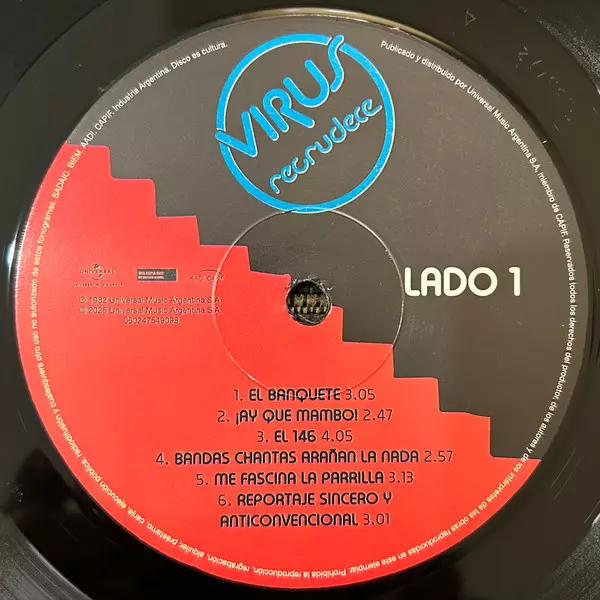 VIRUS
recrudece
LADO 1
UNIVERSAL
℗ 1982 Universal Music Argentina S.A.
© 2025 Universal Music Argentina S.A.
1. EL BANQUETE 3.05
2. ¡AY QUE MAMBO! 2.47
3. EL 146 4.05
4. BANDAS CHANTAS ARAÑAN LA NADA 2.57
5. ME FASCINA LA PARRILLA 3.13
6. REPORTAJE SINCERO Y
ANTICONVENCIONAL 3.01
Publicado y distribuido por Universal Music Argentina S.A, miembro de CAPIF. Reservados todos los derechos del productor, de los autores y de los intérpretes de las obras reproducidas en este ejemplar. Prohibida la reproducción, regrabación, alquiler, préstamo, canje, ejecución pública, radiodifusión y cualquiera otro uso no autorizado de estos fonogramas. SADAIC, BIEM, AADI, CAPIF. Industria Argentina. Disco es cultura.